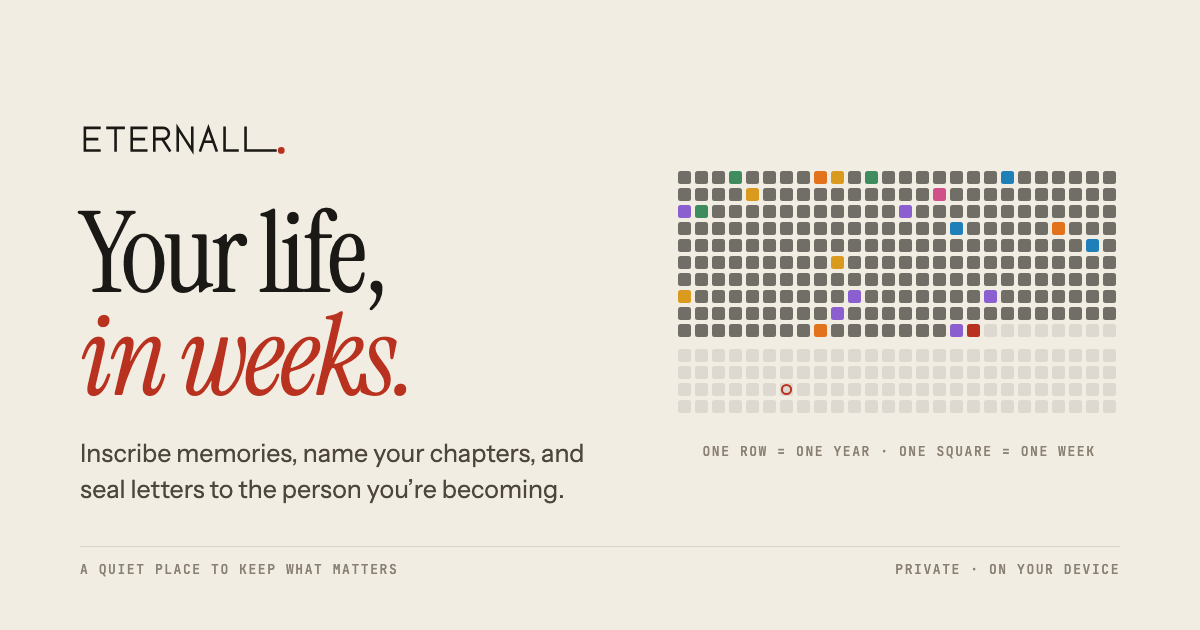 ETERNALL.
Your life,
in weeks.
Inscribe memories, name your chapters, and
seal letters to the person you’re becoming.
ONE ROW = ONE YEAR · ONE SQUARE = ONE WEEK
A QUIET PLACE TO KEEP WHAT MATTERS
PRIVATE · ON YOUR DEVICE